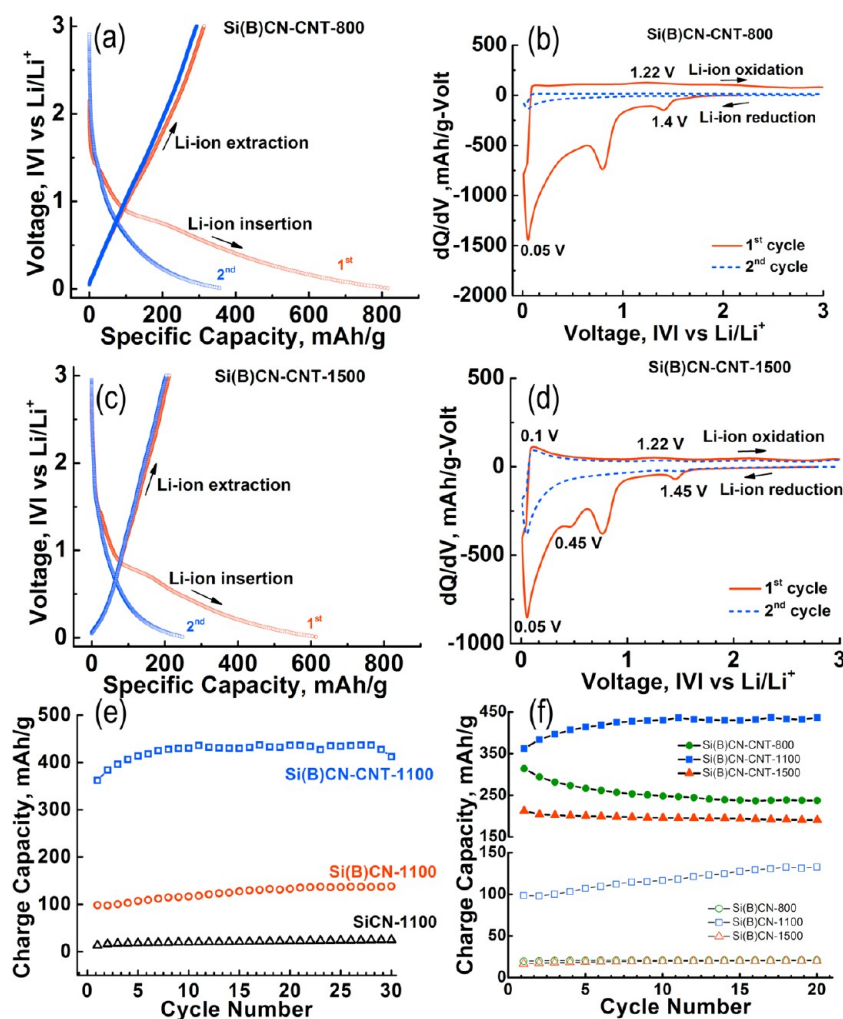 (a)
Si(B)CN-CNT-800
3
2
1
0
Voltage, IVI vs Li/Li⁺
Li-ion extraction
Li-ion insertion
1st
2nd
0 200 400 600 800
Specific Capacity, mAh/g
(b)
Si(B)CN-CNT-800
500
0
-500
-1000
-1500
-2000
dQ/dV ,mAh/g-Volt
1.22 V
Li-ion oxidation
1.4 V
Li-ion reduction
0.05 V
1st cycle
2nd cycle
0 1 2 3
Voltage, IVI vs Li/Li⁺
(c)
Si(B)CN-CNT-1500
3
2
1
0
Voltage, IVI vs Li/Li⁺
Li-ion extraction
Li-ion insertion
1st
2nd
0 200 400 600 800
Specific Capacity, mAh/g
(d)
Si(B)CN-CNT-1500
500
0
-500
-1000
dQ/dV, mAh/g-Volt
0.1 V
1.22 V
Li-ion oxidation
1.45 V
Li-ion reduction
0.45 V
0.05 V
1st cycle
2nd cycle
0 1 2 3
Voltage, IVI vs Li/Li⁺
(e)
500
400
300
200
100
0
Charge Capacity, mAh/g
Si(B)CN-CNT-1100
Si(B)CN-1100
SiCN-1100
0 5 10 15 20 25 30
Cycle Number
(f)
450
350
250
150
150
100
50
0
Charge Capacity, mAh/g
Si(B)CN-CNT-800
Si(B)CN-CNT-1100
Si(B)CN-CNT-1500
Si(B)CN-800
Si(B)CN-1100
Si(B)CN-1500
0 5 10 15 20
Cycle Number